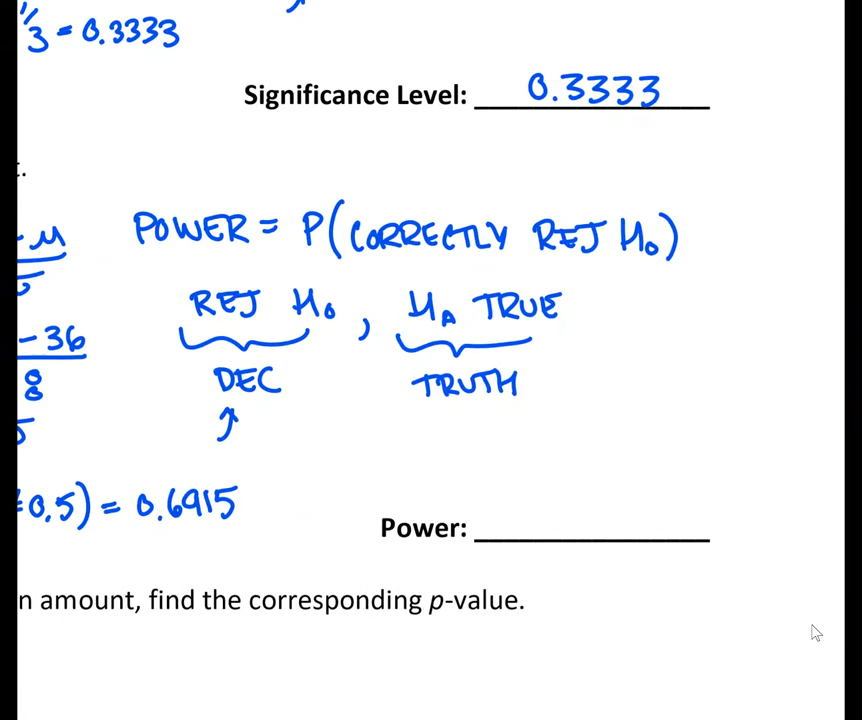 1/3 = 0.3333
Significance Level: 0.3333
t.
- μ
POWER = P(CORRECTLY REJ H₀)
REJ H₀ , Hₐ TRUE
- 36
8
DEC TRUTH
0.5) = 0.6915
Power:
n amount, find the corresponding p-value.